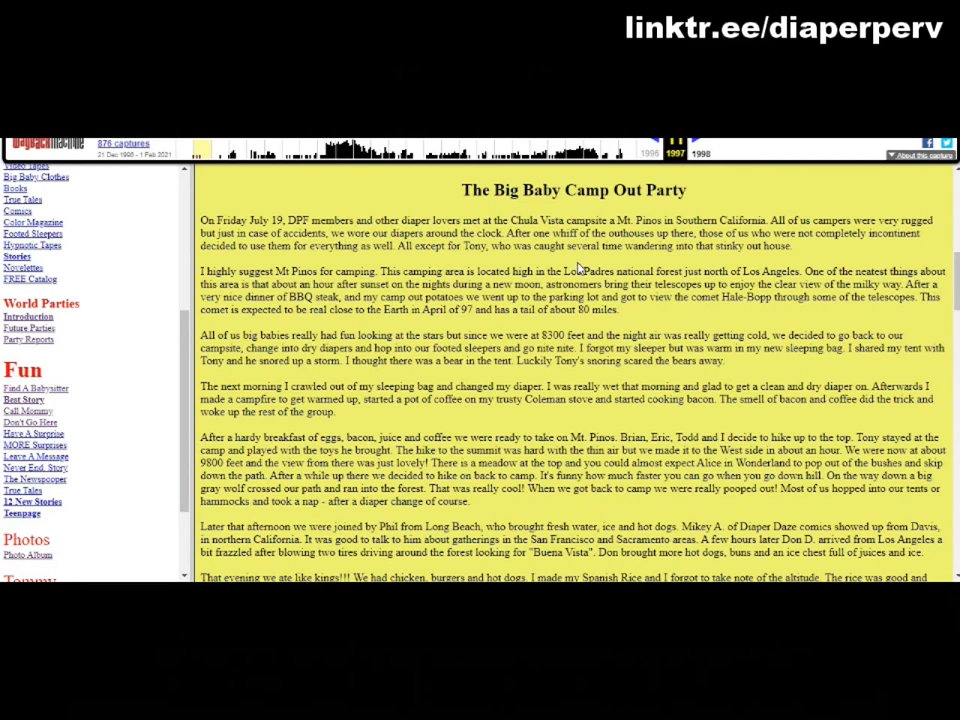 linktr.ee/diaperperv
WayBackMachine
876 captures
21 Dec 1996 - 1 Feb 2021
1996
1997
1998
About this capture
Video Tapes
Big Baby Clothes
Books
True Tales
Comics
Color Magazine
Footed Sleepers
Hypnotic Tapes
Stories
Novelettes
FREE Catalog
World Parties
Introduction
Future Parties
Party Reports
Fun
Find A Babysitter
Best Story
Call Mommy
Don't Go Here
Have A Surprise
MORE Surprises
Leave A Message
Never End. Story
The Newspooper
True Tales
12 New Stories
Teenpage
Photos
Photo Album
Tommy
The Big Baby Camp Out Party
On Friday July 19, DPF members and other diaper lovers met at the Chula Vista campsite a Mt. Pinos in Southern California. All of us campers were very rugged
but just in case of accidents, we wore our diapers around the clock. After one whiff of the outhouses up there, those of us who were not completely incontinent
decided to use them for everything as well. All except for Tony, who was caught several time wandering into that stinky out house.
I highly suggest Mt Pinos for camping. This camping area is located high in the Los Padres national forest just north of Los Angeles. One of the neatest things about
this area is that about an hour after sunset on the nights during a new moon, astronomers bring their telescopes up to enjoy the clear view of the milky way. After a
very nice dinner of BBQ steak, and my camp out potatoes we went up to the parking lot and got to view the comet Hale-Bopp through some of the telescopes. This
comet is expected to be real close to the Earth in April of 97 and has a tail of about 80 miles.
All of us big babies really had fun looking at the stars but since we were at 8300 feet and the night air was really getting cold, we decided to go back to our
campsite, change into dry diapers and hop into our footed sleepers and go nite nite. I forgot my sleeper but was warm in my new sleeping bag. I shared my tent with
Tony and he snored up a storm. I thought there was a bear in the tent. Luckily Tony's snoring scared the bears away.
The next morning I crawled out of my sleeping bag and changed my diaper. I was really wet that morning and glad to get a clean and dry diaper on. Afterwards I
made a campfire to get warmed up, started a pot of coffee on my trusty Coleman stove and started cooking bacon. The smell of bacon and coffee did the trick and
woke up the rest of the group.
After a hardy breakfast of eggs, bacon, juice and coffee we were ready to take on Mt. Pinos. Brian, Eric, Todd and I decide to hike up to the top. Tony stayed at the
camp and played with the toys he brought. The hike to the summit was hard with the thin air but we made it to the West side in about an hour. We were now at about
9800 feet and the view from there was just lovely! There is a meadow at the top and you could almost expect Alice in Wonderland to pop out of the bushes and skip
down the path. After a while up there we decided to hike on back to camp. It's funny how much faster you can go when you go down hill. On the way down a big
gray wolf crossed our path and ran into the forest. That was really cool! When we got back to camp we were really pooped out! Most of us hopped into our tents or
hammocks and took a nap - after a diaper change of course.
Later that afternoon we were joined by Phil from Long Beach, who brought fresh water, ice and hot dogs. Mikey A. of Diaper Daze comics showed up from Davis,
in northern California. It was good to talk to him about gatherings in the San Francisco and Sacramento areas. A few hours later Don D. arrived from Los Angeles a
bit frazzled after blowing two tires driving around the forest looking for "Buena Vista". Don brought more hot dogs, buns and an ice chest full of juices and ice.
That evening we ate like kings!!! We had chicken, burgers and hot dogs. I made my Spanish Rice and I forgot to take note of the altitude. The rice was good and